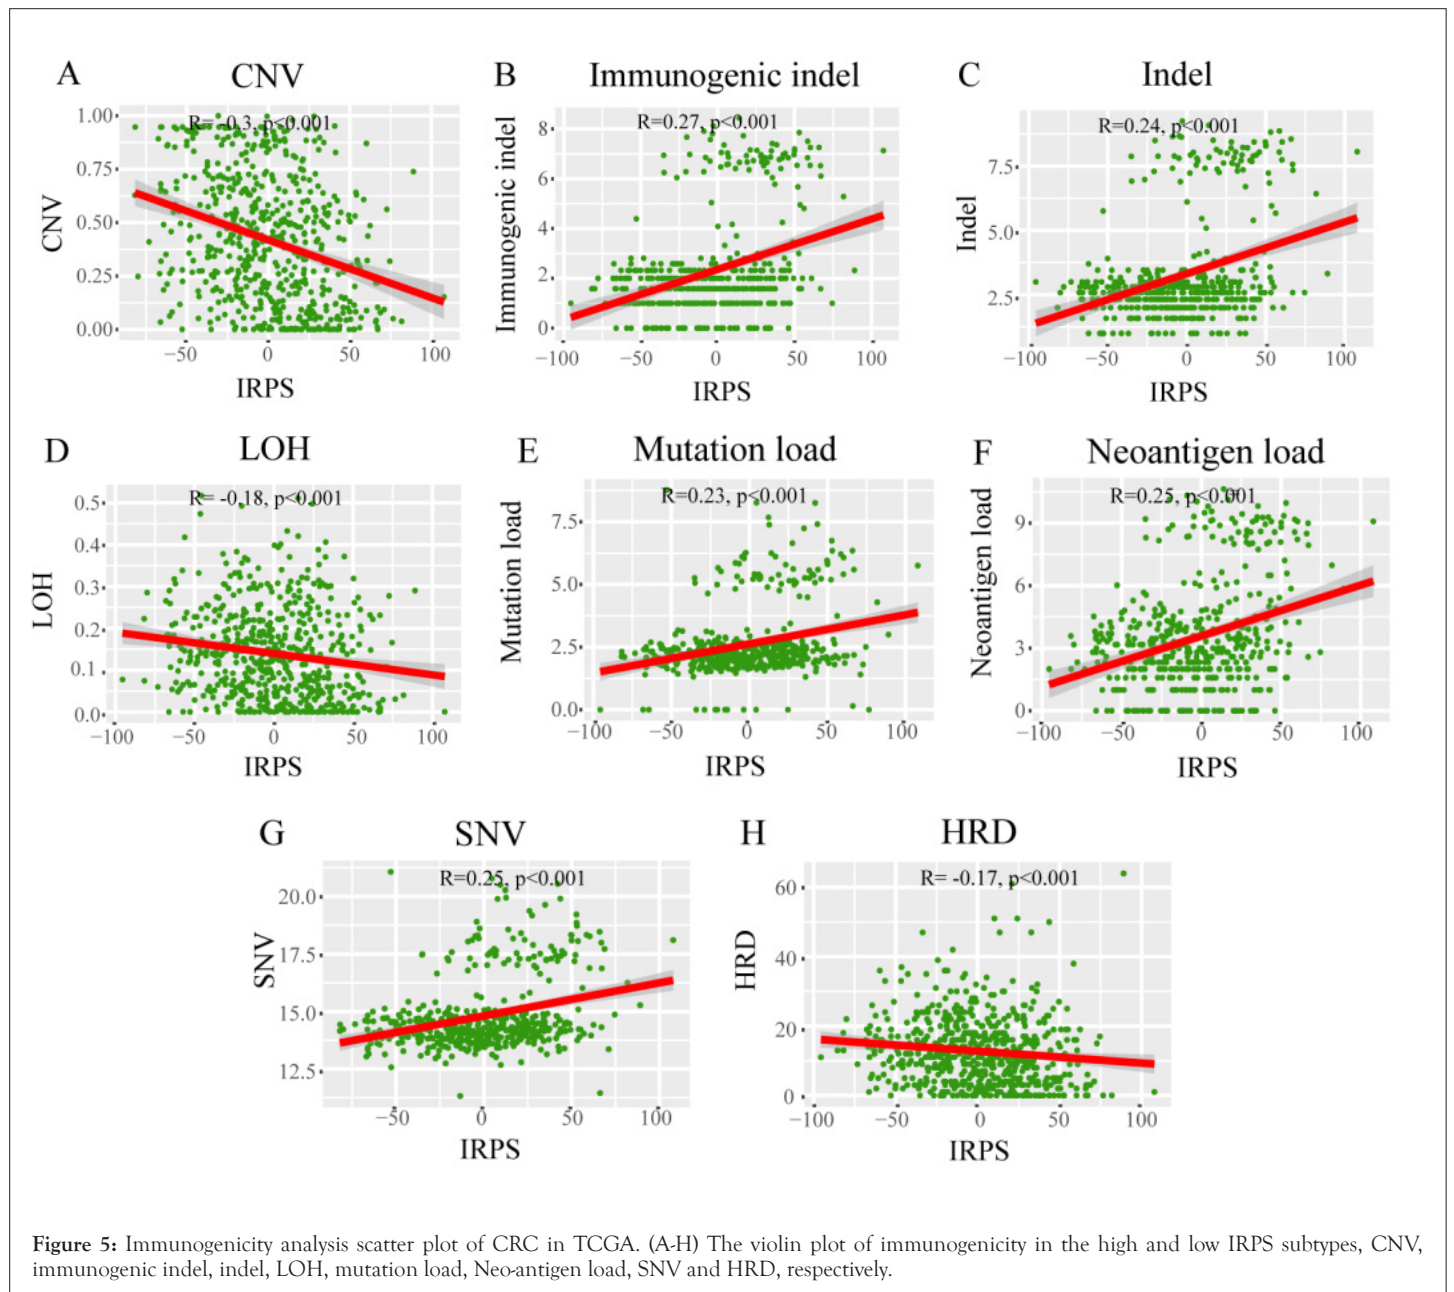 A CNV
R= -0.3, p<0.001
CNV
1.00
0.75
0.50
0.25
0.00
−50 0 50 100
IRPS
B Immunogenic indel
R=0.27, p<0.001
Immunogenic indel
8
6
4
2
0
−100 −50 0 50 100
IRPS
C Indel
R=0.24, p<0.001
Indel
7.5
5.0
2.5
−100 −50 0 50 100
IRPS
D LOH
R= -0.18, p<0.001
LOH
0.5
0.4
0.3
0.2
0.1
0.0
−100 −50 0 50 100
IRPS
E Mutation load
R=0.23, p<0.001
Mutation load
7.5
5.0
2.5
0.0
−100 −50 0 50 100
IRPS
F Neoantigen load
R=0.25, p<0.001
Neoantigen load
9
6
3
0
−100 −50 0 50 100
IRPS
G SNV
R=0.25, p<0.001
SNV
20.0
17.5
15.0
12.5
−50 0 50 100
IRPS
H HRD
R= -0.17, p<0.001
HRD
60
40
20
0
−100 −50 0 50 100
IRPS
Figure 5: Immunogenicity analysis scatter plot of CRC in TCGA. (A-H) The violin plot of immunogenicity in the high and low IRPS subtypes, CNV,
immunogenic indel, indel, LOH, mutation load, Neo-antigen load, SNV and HRD, respectively.